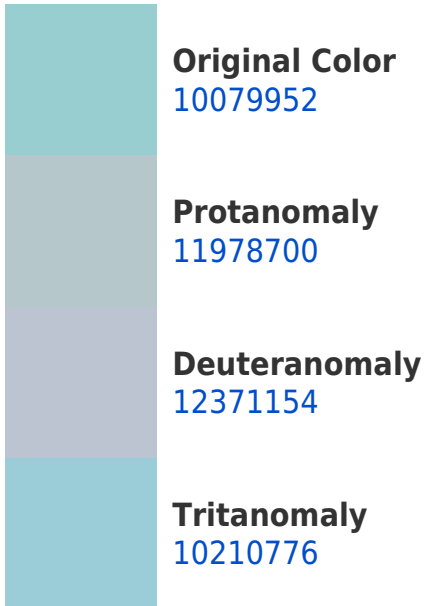 Original Color
10079952
Protanomaly
11978700
Deuteranomaly
12371154
Tritanomaly
10210776